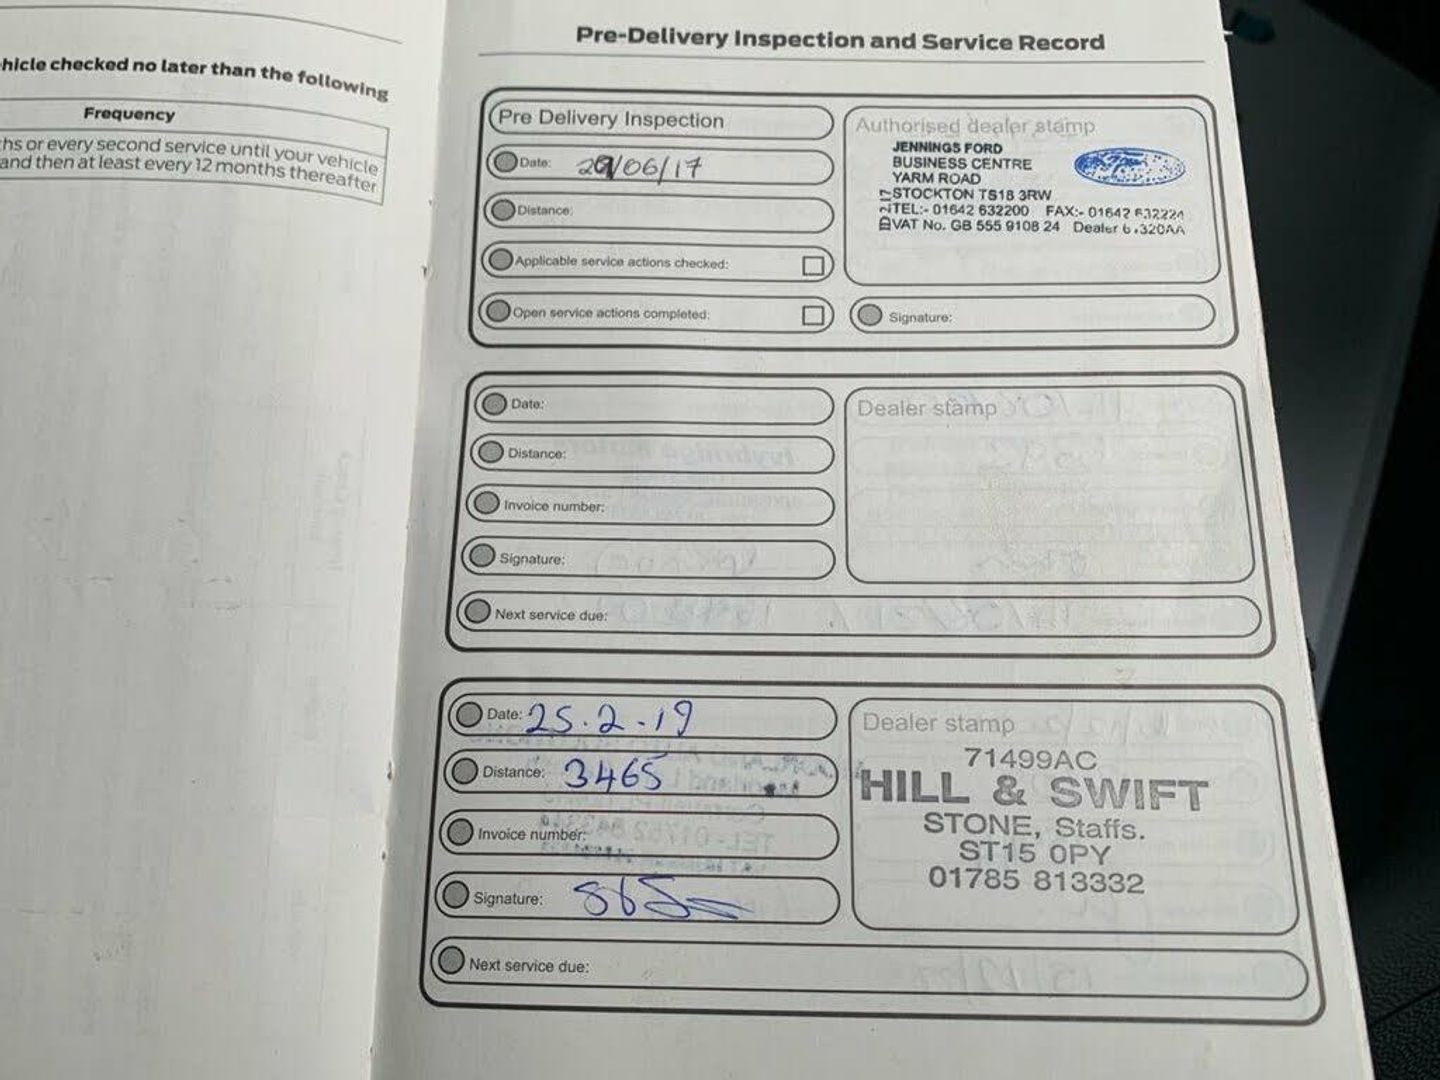 hicle checked no later than the following
Frequency
ths or every second service until your vehicle
and then at least every 12 months thereafter
Pre-Delivery Inspection and Service Record
Pre Delivery Inspection
Date: /06/17
Distance:
Applicable service actions checked:
Open service actions completed:
Authorised dealer stamp
JENNINGS FORD
BUSINESS CENTRE
YARM ROAD
STOCKTON TS18 3RW
TEL:- 01642 632200 FAX:- 01642 632224
VAT No. GB 555 9108 24 Dealer
Signature:
Date:
Distance:
Invoice number:
Signature:
Next service due:
Dealer stamp
Date: 25.2.19
Distance: 3465
Invoice number:
Signature:
Next service due:
Dealer stamp
71499AC
HILL & SWIFT
STONE, Staffs.
ST15 0PY
01785 813332